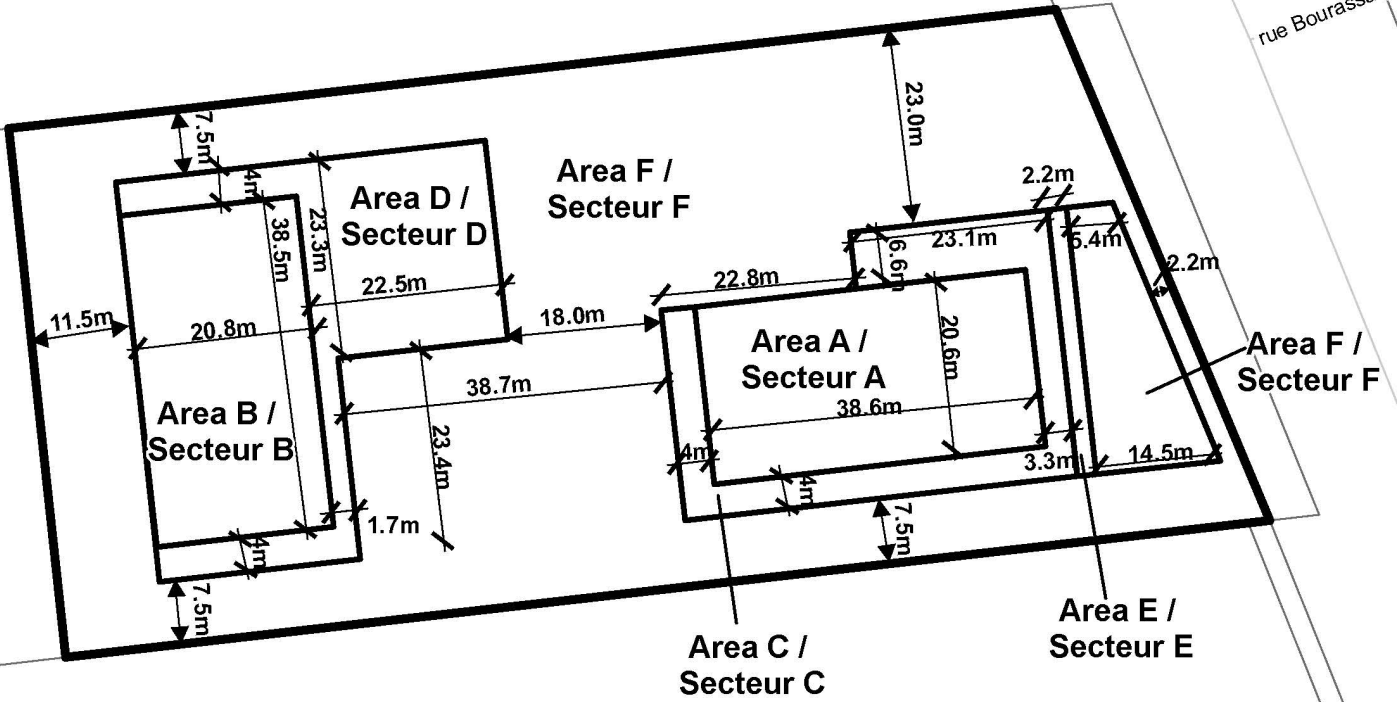 rue Bourassa
7.5m
23.0m
4m
Area F /
Secteur F
2.2m
Area D /
Secteur D
38.5m
23.3m
23.1m
6.6m
5.4m
2.2m
22.5m
22.8m
11.5m
20.8m
18.0m
Area A /
Secteur A
20.6m
Area F /
Secteur F
38.7m
38.6m
Area B /
Secteur B
23.4m
4m
3.3m
14.5m
4m
1.7m
7.5m
4m
7.5m
Area C /
Secteur C
Area E /
Secteur E